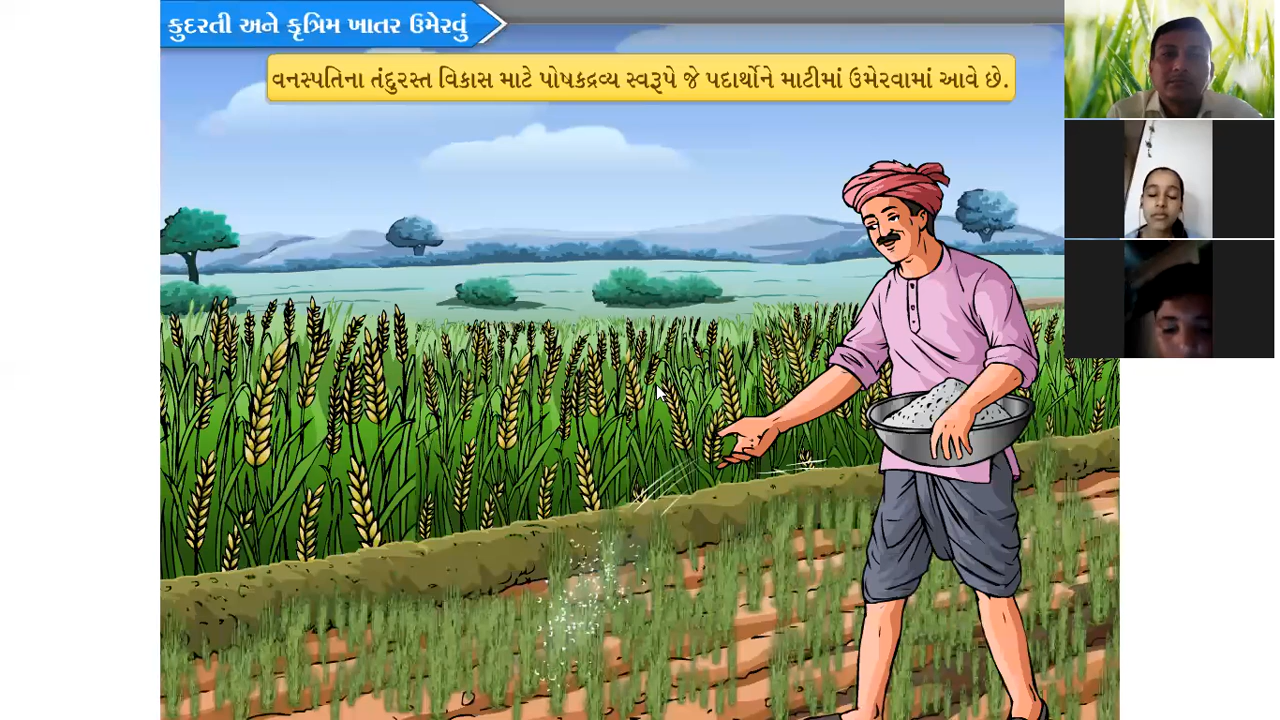 કુદરતી અને કૃત્રિમ ખાતર ઉમેરવું
વનસ્પતિના તંદુરસ્ત વિકાસ માટે પોષકદ્રવ્ય સ્વરૂપે જે પદાર્થોને માટીમાં ઉમેરવામાં આવે છે.